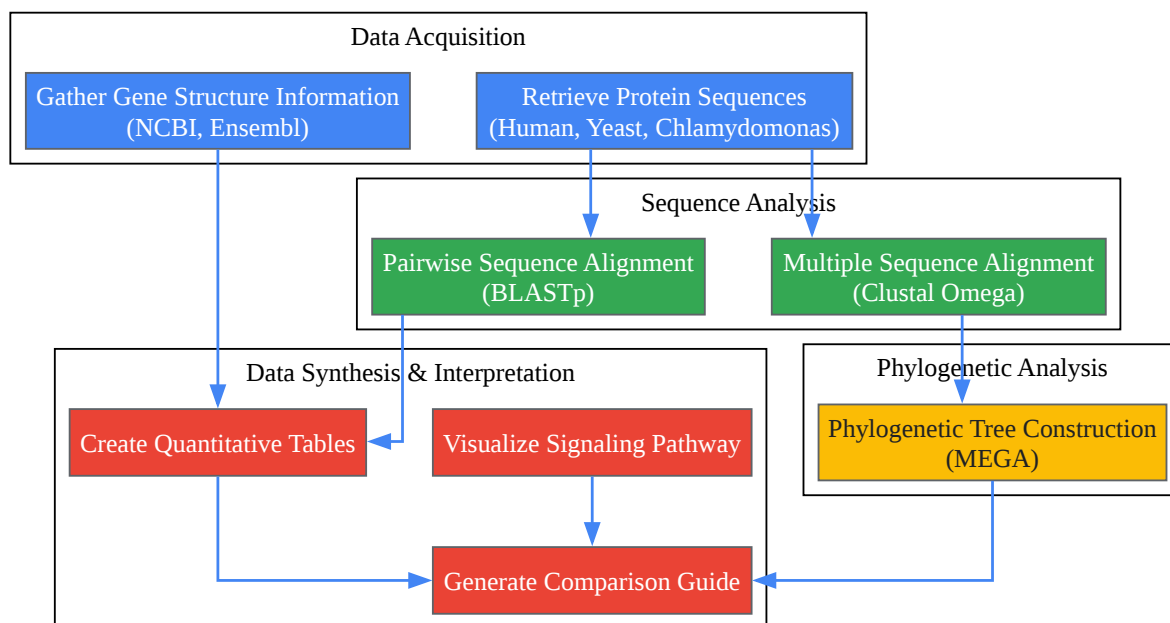 Data Acquisition
Gather Gene Structure Information
(NCBI, Ensembl)
Retrieve Protein Sequences
(Human, Yeast, Chlamydomonas)
Sequence Analysis
Pairwise Sequence Alignment
(BLASTp)
Multiple Sequence Alignment
(Clustal Omega)
Data Synthesis & Interpretation
Phylogenetic Analysis
Create Quantitative Tables
Visualize Signaling Pathway
Phylogenetic Tree Construction
(MEGA)
Generate Comparison Guide